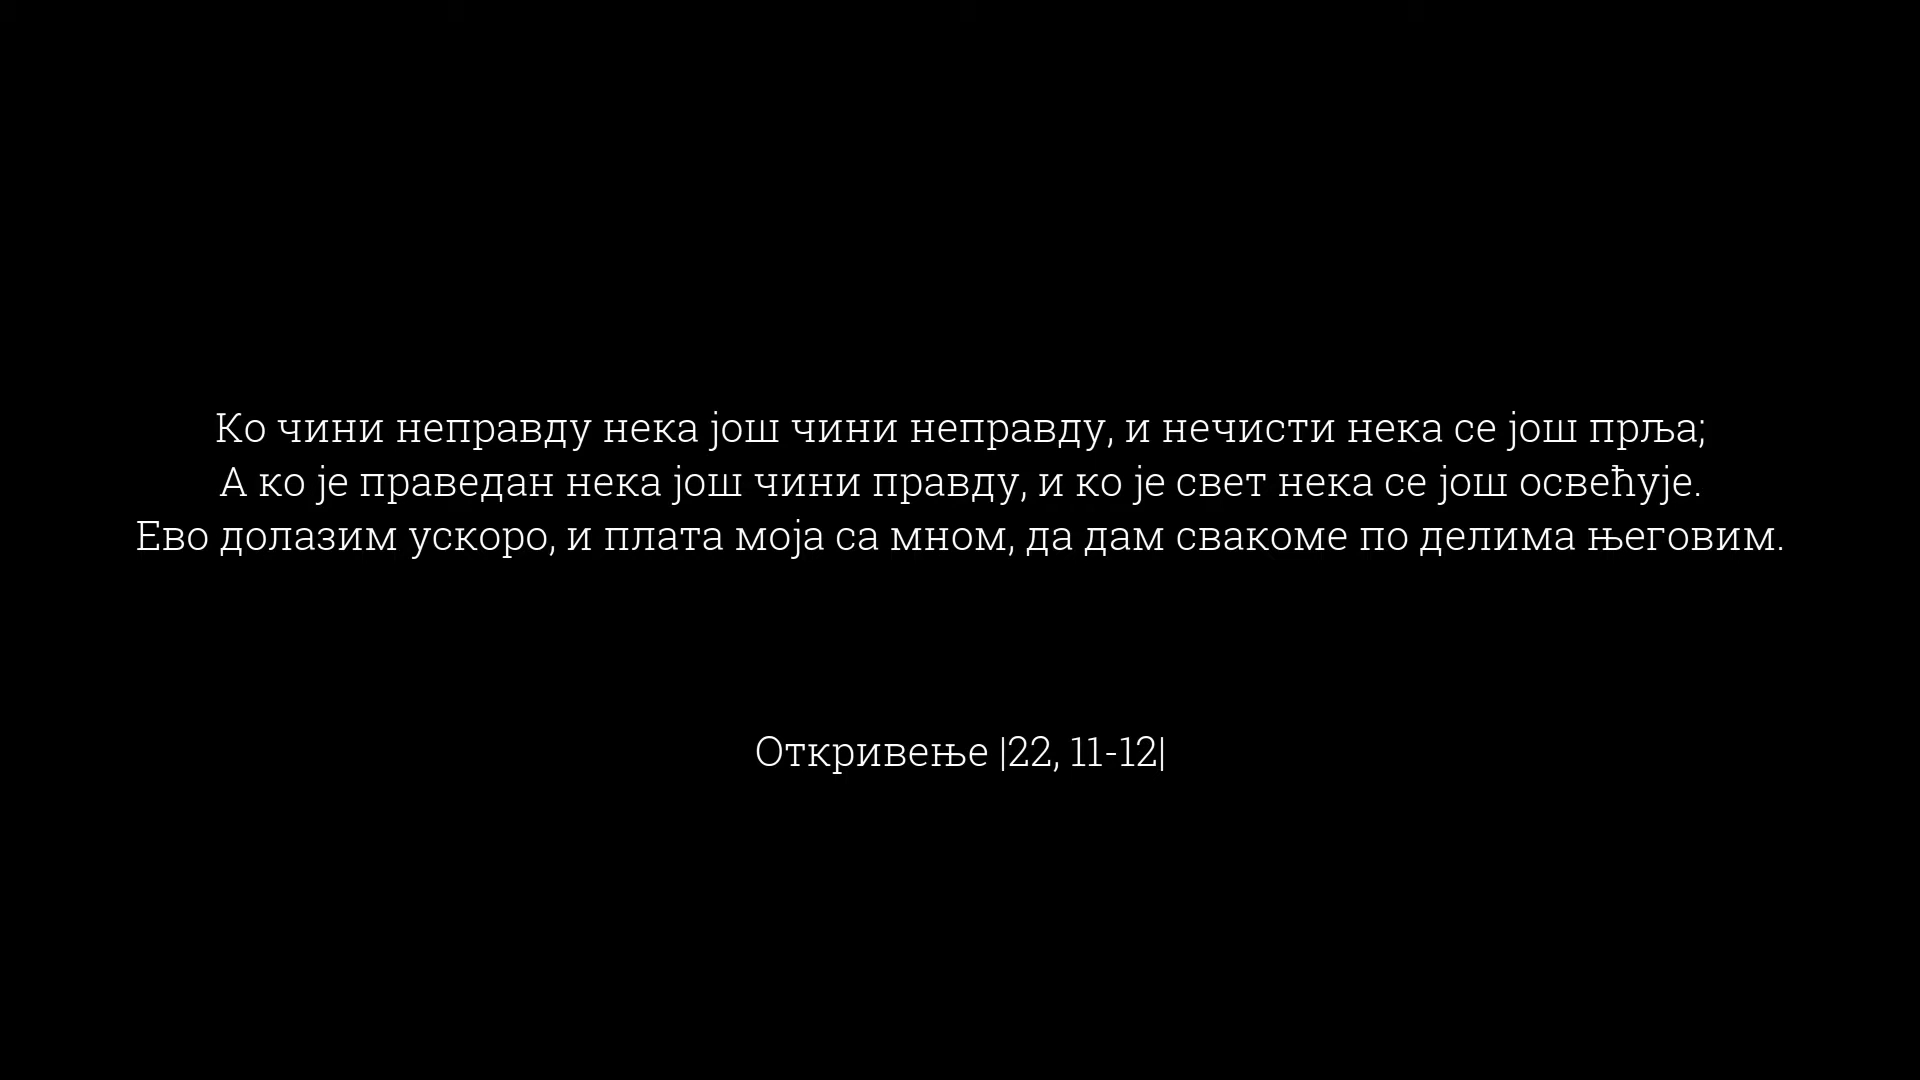 Ко чини неправду нека још чини неправду, и нечисти нека се још прља;
А ко је праведан нека још чини правду, и ко је свет нека се још освећује.
Ево долазим ускоро, и плата моја са мном, да дам свакоме по делима његовим.
Откривење |22, 11-12|